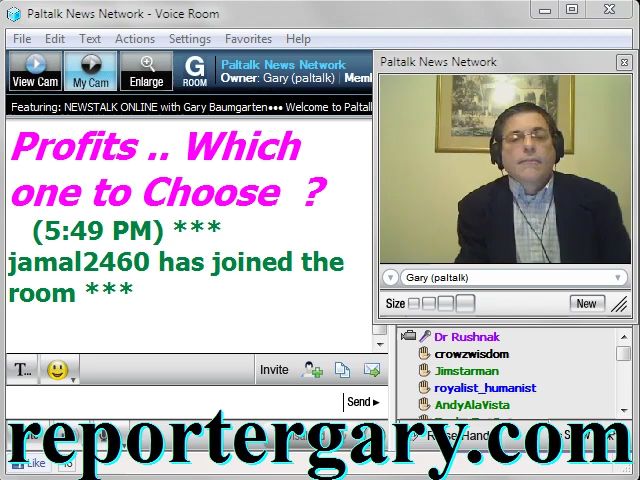 Paltalk News Network - Voice Room
File Edit Text Actions Settings Favorites Help
View Cam My Cam Enlarge G ROOM
Paltalk News Network
Owner: Gary (paltalk) |
Featuring: NEWSTALK ONLINE with Gary Baumgarten••• Welcome to
Profits .. Which
one to Choose ?
(5:49 PM) ***
jamal2460 has joined the
room ***
Paltalk News Network
Gary (paltalk)
Size New
Dr Rushnak
crowzwisdom
Jimstarman
royalist_humanist
AndyAlaVista
T... Invite
Send
reportergary.com
Like